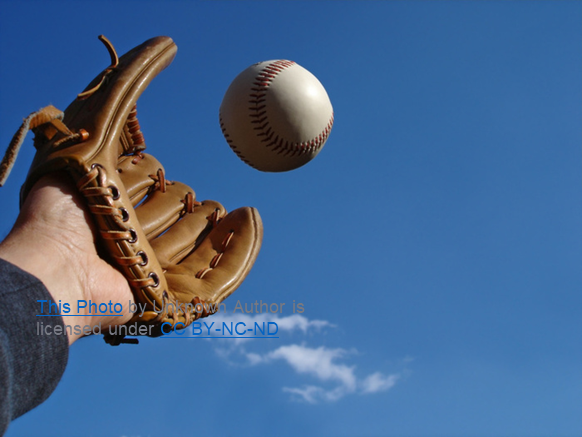 This Photo by Unknown Author is
licensed under CC BY-NC-ND